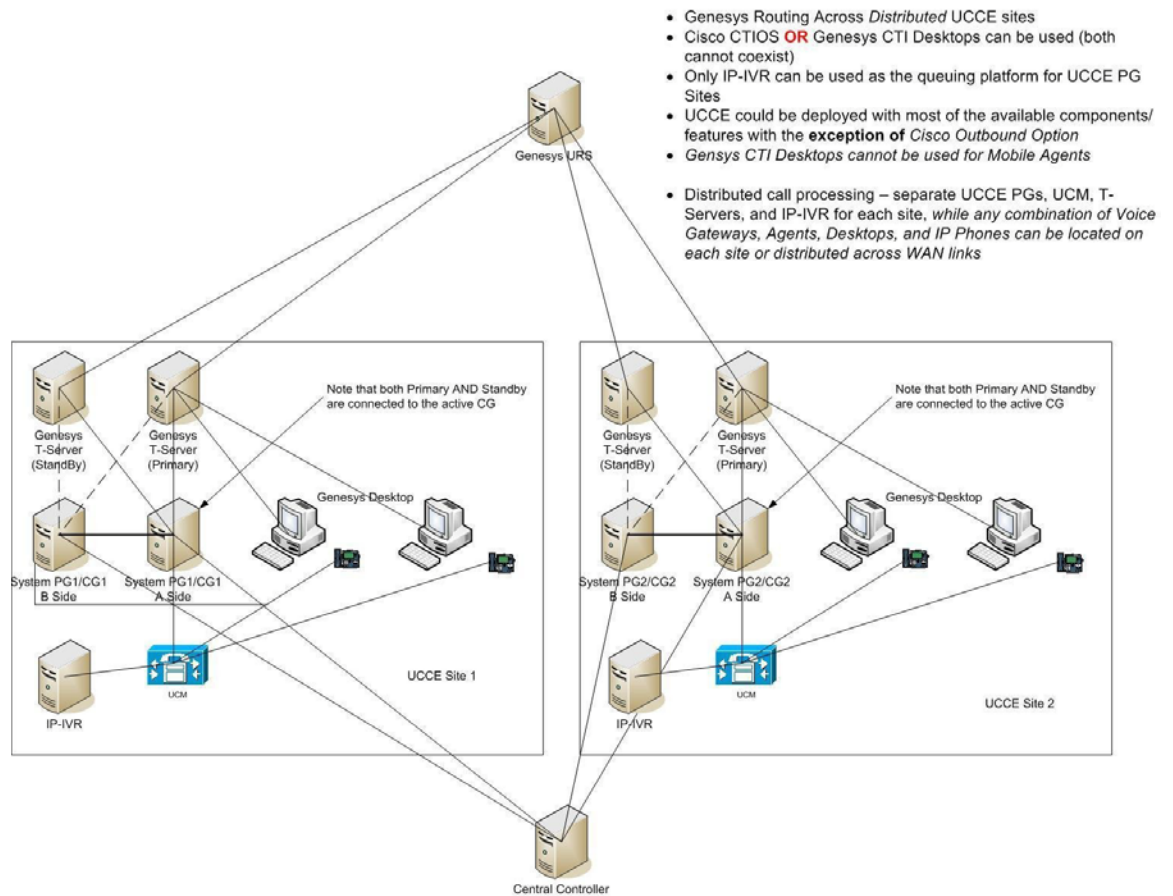 • Genesys Routing Across Distributed UCCE sites
• Cisco CTIOS OR Genesys CTI Desktops can be used (both
cannot coexist)
• Only IP-IVR can be used as the queuing platform for UCCE PG
Sites
• UCCE could be deployed with most of the available components/
features with the exception of Cisco Outbound Option
• Gensys CTI Desktops cannot be used for Mobile Agents
• Distributed call processing – separate UCCE PGs, UCM, T-
Servers, and IP-IVR for each site, while any combination of Voice
Gateways, Agents, Desktops, and IP Phones can be located on
each site or distributed across WAN links
Genesys URS
Genesys
T-Server
(StandBy)
Genesys
T-Server
(Primary)
Note that both Primary AND Standby
are connected to the active CG
Genesys Desktop
System PG1/CG1
B Side
System PG1/CG1
A Side
IP-IVR
UCM
UCCE Site 1
Genesys
T-Server
(StandBy)
Genesys
T-Server
(Primary)
Note that both Primary AND Standby
are connected to the active CG
Genesys Desktop
System PG2/CG2
B Side
System PG2/CG2
A Side
IP-IVR
UCM
UCCE Site 2
Central Controller